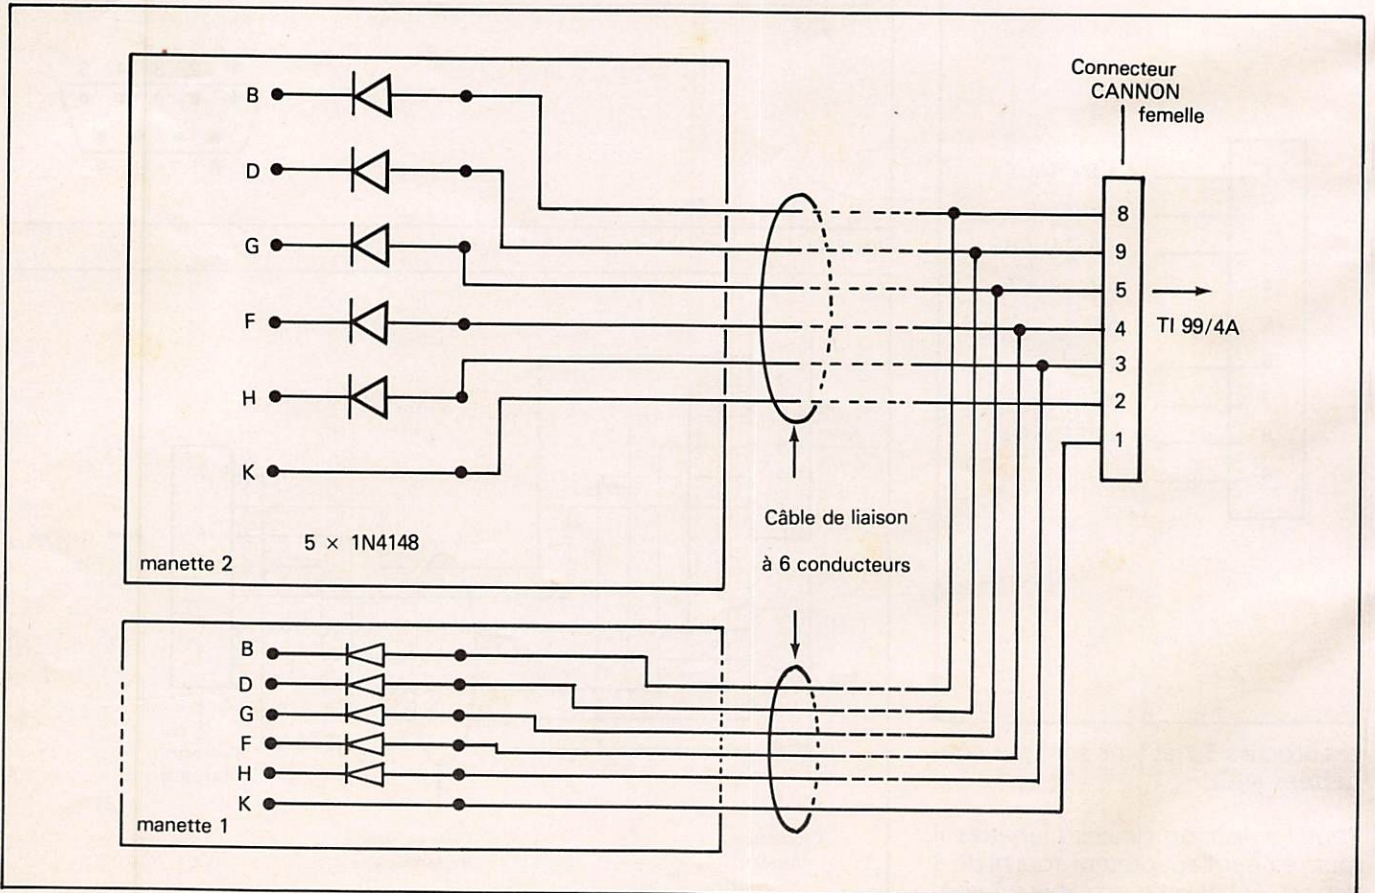 Connecteur
CANNON
femelle
B
D
G
F
H
K
5 × 1N4148
manette 2
8
9
5
4
3
2
1
TI 99/4A
Câble de liaison
à 6 conducteurs
B
D
G
F
H
K
manette 1